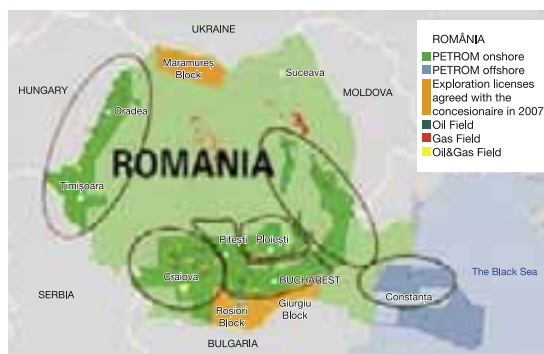 UKRAINE
ROMÂNIA
PETROM onshore
PETROM offshore
Exploration licenses
agreed with the
concesionaire in 2007
Oil Field
Gas Field
Oil&Gas Field
Maramureș
Block
Suceava
HUNGARY
MOLDOVA
Oradea
ROMANIA
Timișoara
Pitești
Ploiești
Craiova
BUCHAREST
The Black Sea
Constanța
SERBIA
Roșiori
Block
Giurgiu
Block
BULGARIA